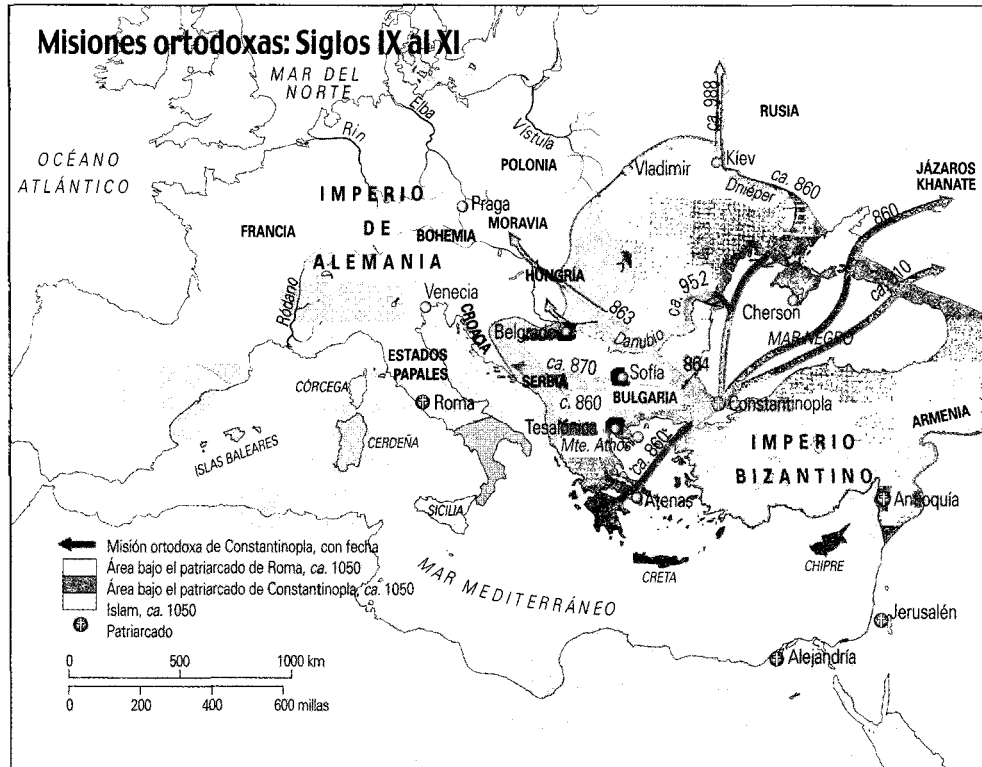 Misiones ortodoxas: Siglos IX al XI
MAR DEL
NORTE
OCÉANO
ATLÁNTICO
Rin
Elba
Vístula
POLONIA
RUSIA
ca. 988
Vladimir
Kíev
Dniéper
ca. 860
JÁZAROS
KHANATE
860
IMPERIO
DE
ALEMANIA
FRANCIA
Praga
BOHEMIA
MORAVIA
HUNGRÍA
863
ca. 952
Cherson
MAR NEGRO
Ródano
Venecia
CROACIA
Belgrado
Danubio
ESTADOS
PAPALES
ca. 870
SERBIA
Sofía
864
BULGARIA
c. 860
CÓRCEGA
Roma
Tesalónica
Mte. Athos
ca. 860
Constantinopla
ARMENIA
IMPERIO
BIZANTINO
ISLAS BALEARES
CERDEÑA
SICILIA
Atenas
Antioquía
CRETA
CHIPRE
MAR MEDITERRÁNEO
Jerusalén
Alejandría
Misión ortodoxa de Constantinopla, con fecha
Área bajo el patriarcado de Roma, ca. 1050
Área bajo el patriarcado de Constantinopla, ca. 1050
Islam, ca. 1050
Patriarcado
0 500 1000 km
0 200 400 600 millas